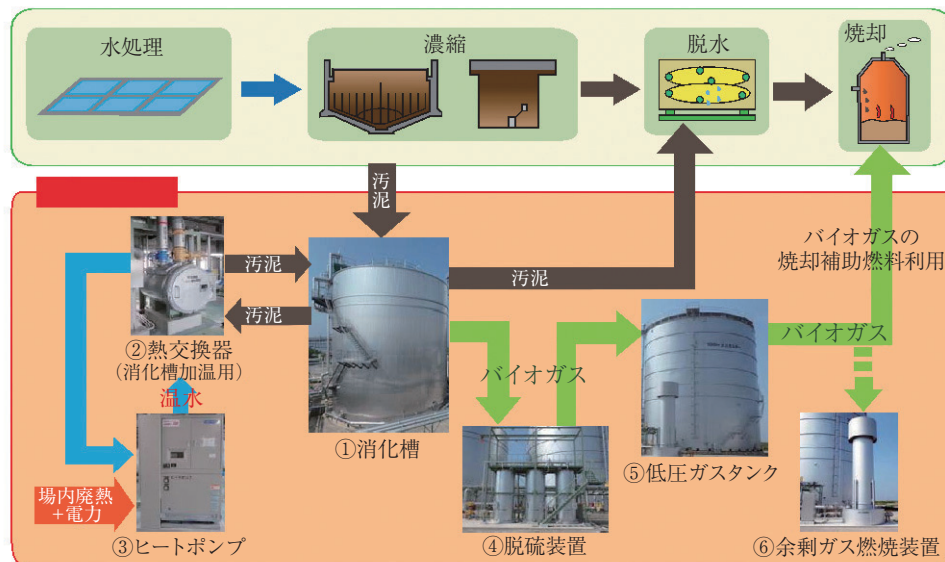 水処理
濃縮
脱水
焼却
汚泥
汚泥
汚泥
汚泥
バイオガスの
焼却補助燃料利用
バイオガス
バイオガス
②熱交換器
(消化槽加温用)
温水
①消化槽
⑤低圧ガスタンク
場内廃熱
+電力
③ヒートポンプ
④脱硫装置
⑥余剰ガス燃焼装置